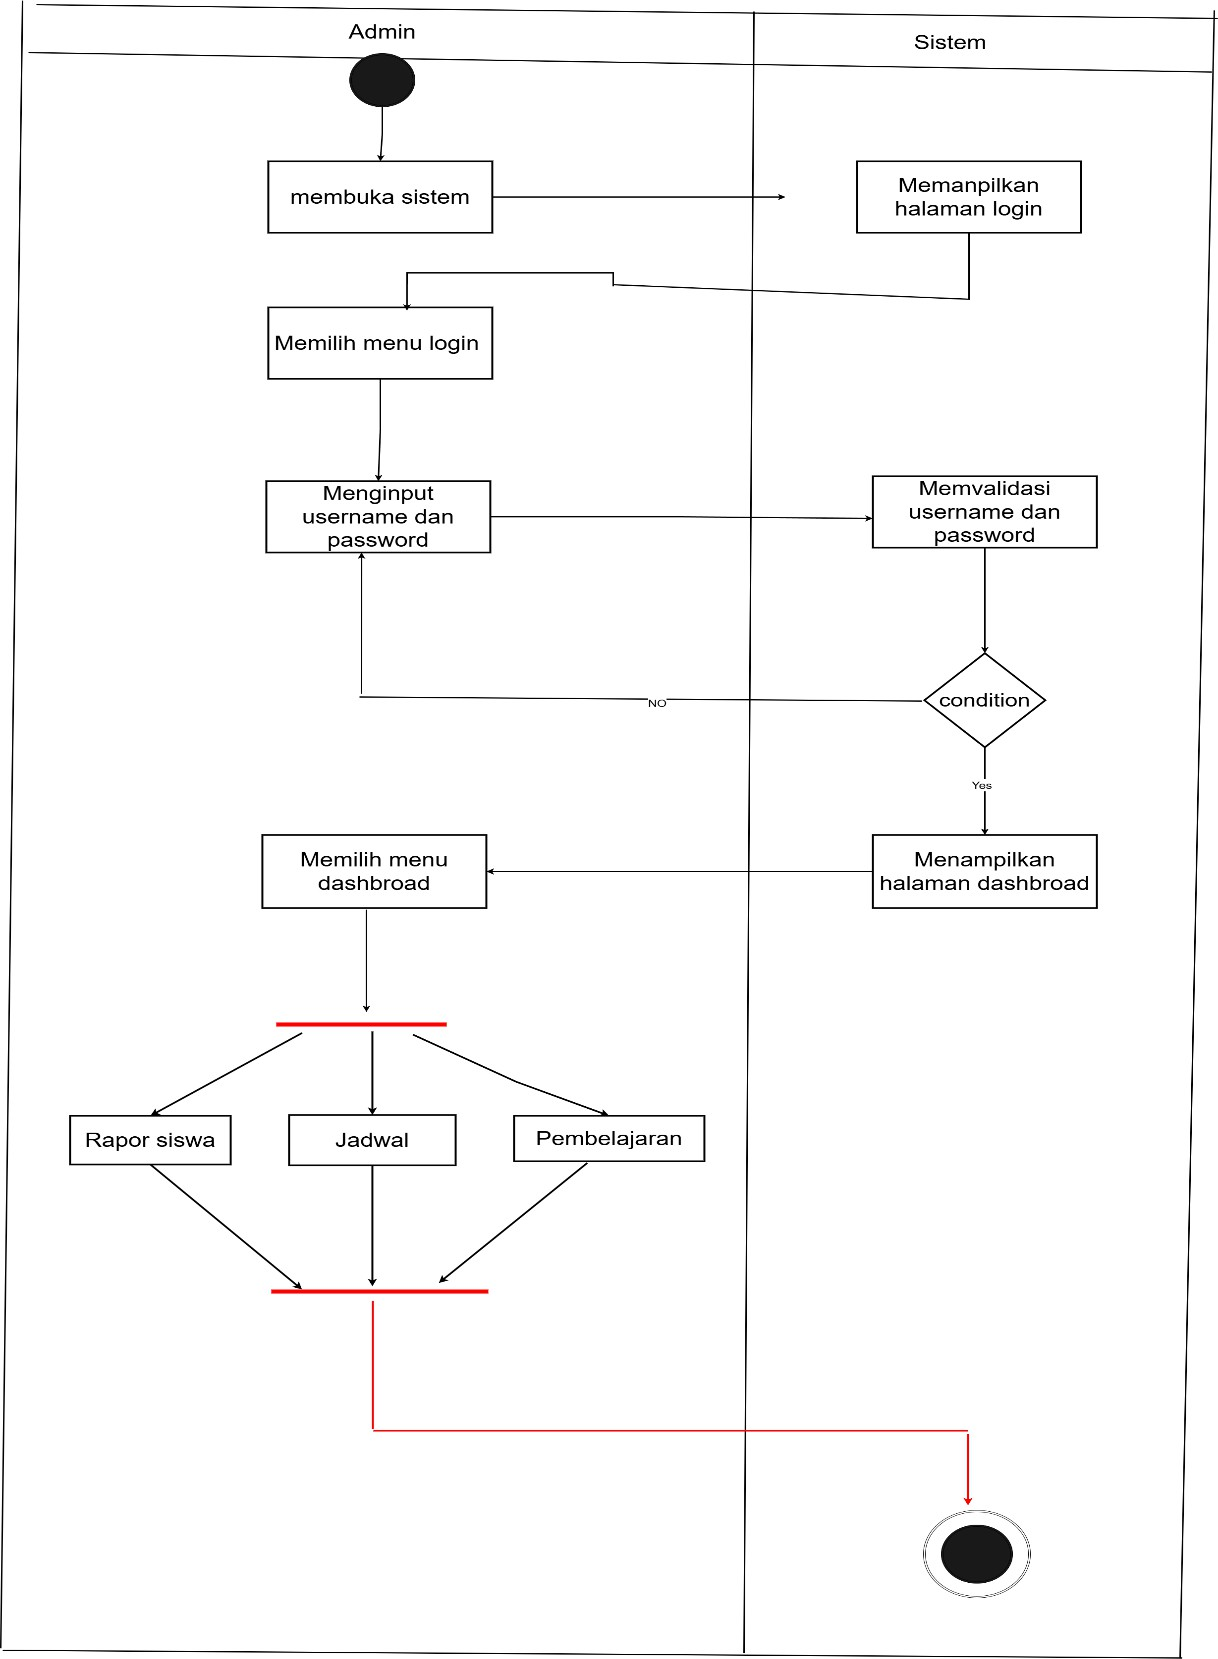 Admin
Sistem
membuka sistem
Memanpilkan
halaman login
Memilih menu login
Menginput
username dan
password
Memvalidasi
username dan
password
condition
NO
Yes
Memilih menu
dashbroad
Menampilkan
halaman dashbroad
Rapor siswa
Jadwal
Pembelajaran